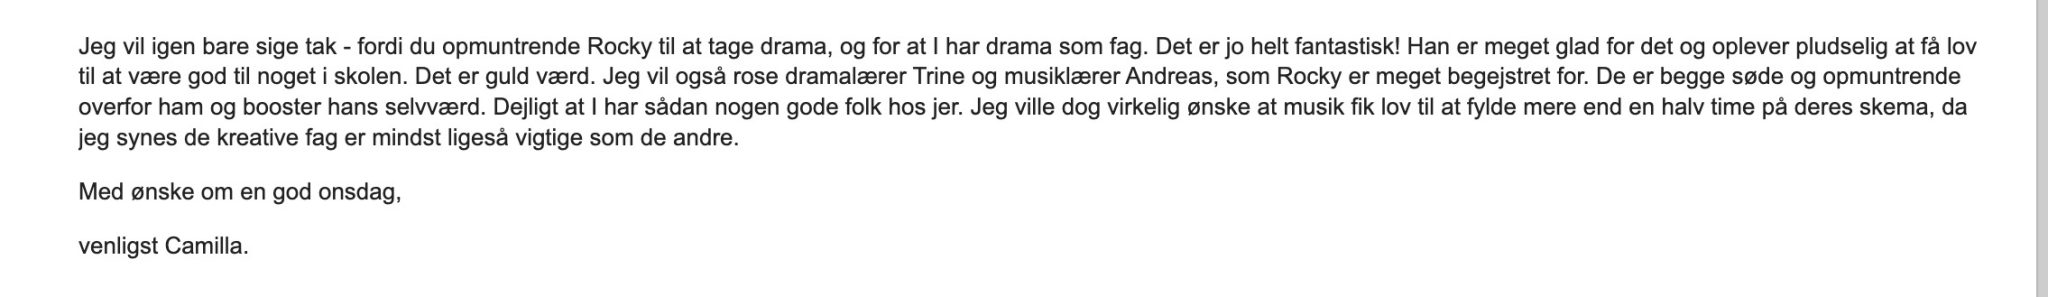 Jeg vil igen bare sige tak - fordi du opmuntrende Rocky til at tage drama, og for at I har drama som fag. Det er jo helt fantastisk! Han er meget glad for det og oplever pludselig at få lov
til at være god til noget i skolen. Det er guld værd. Jeg vil også rose dramalærer Trine og musiklærer Andreas, som Rocky er meget begejstret for. De er begge søde og opmuntrende
overfor ham og booster hans selvværd. Dejligt at I har sådan nogen gode folk hos jer. Jeg ville dog virkelig ønske at musik fik lov til at fylde mere end en halv time på deres skema, da
jeg synes de kreative fag er mindst ligeså vigtige som de andre.
Med ønske om en god onsdag,
venligst Camilla.